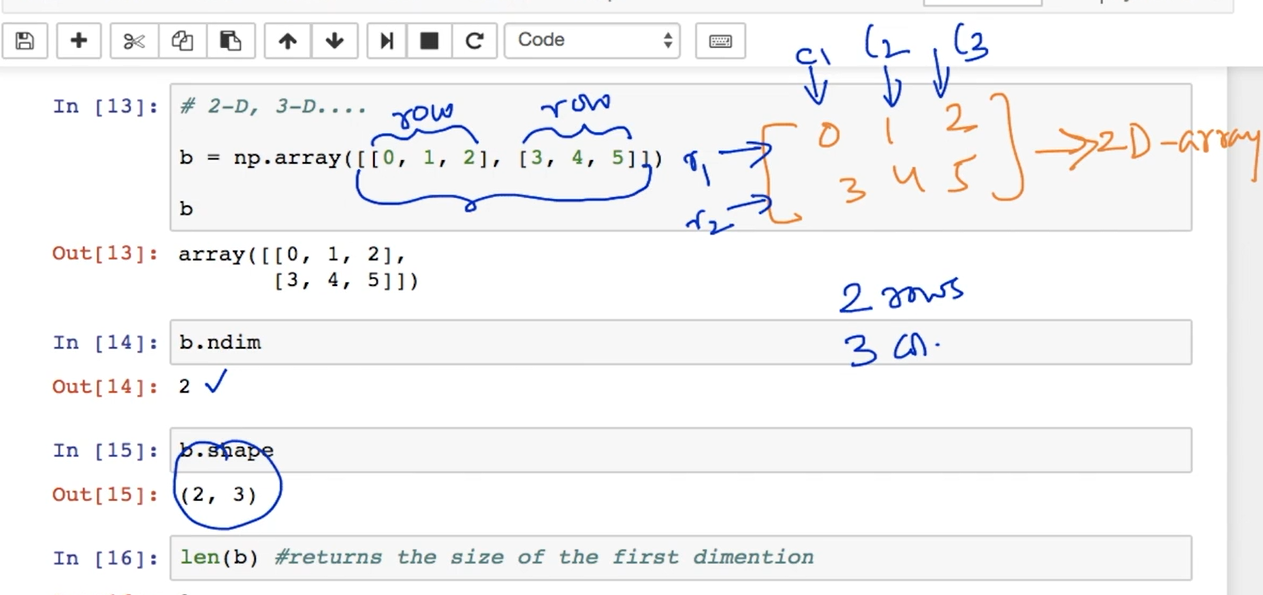 Code
c1 C2 C3
In [13]: # 2-D, 3-D....
row row
b = np.array([[0, 1, 2], [3, 4, 5]])
b
r1 0 1 2
r2 3 4 5
2D-array
Out[13]: array([[0, 1, 2],
[3, 4, 5]])
2 rows
In [14]: b.ndim
3 col.
Out[14]: 2 ✓
In [15]: b.shape
Out[15]: (2, 3)
In [16]: len(b) #returns the size of the first dimention